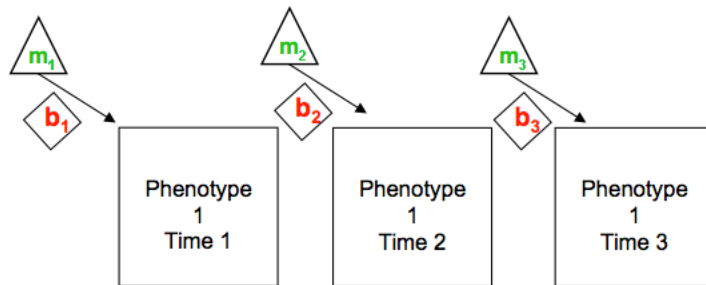 m₁
m₂
m₃
b₁
b₂
b₃
Phenotype
1
Time 1
Phenotype
1
Time 2
Phenotype
1
Time 3